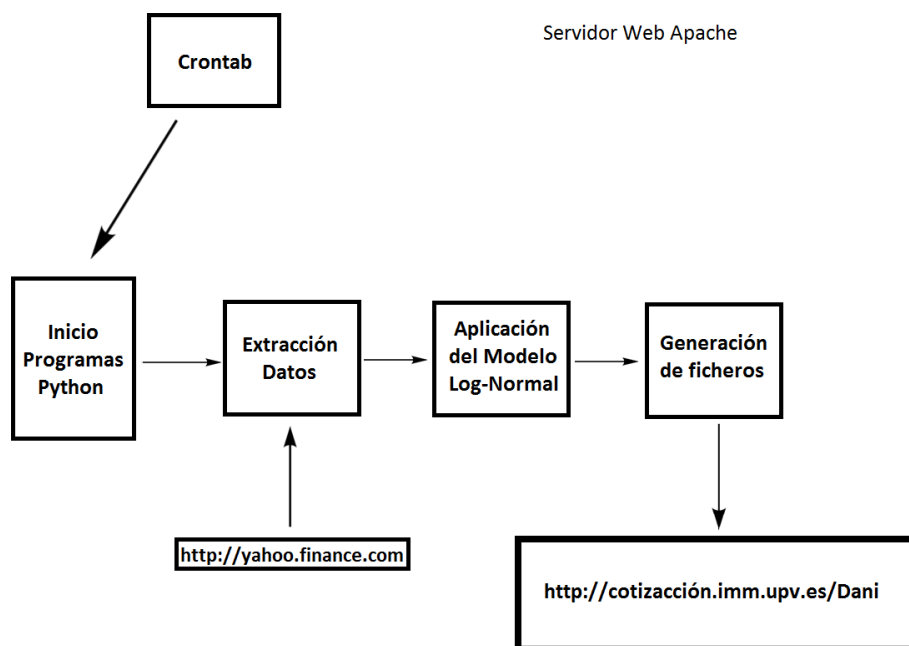 Servidor Web Apache
Crontab
Inicio
Programas
Python
Extracción
Datos
Aplicación
del Modelo
Log-Normal
Generación
de ficheros
http://yahoo.finance.com
http://cotizacción.imm.upv.es/Dani